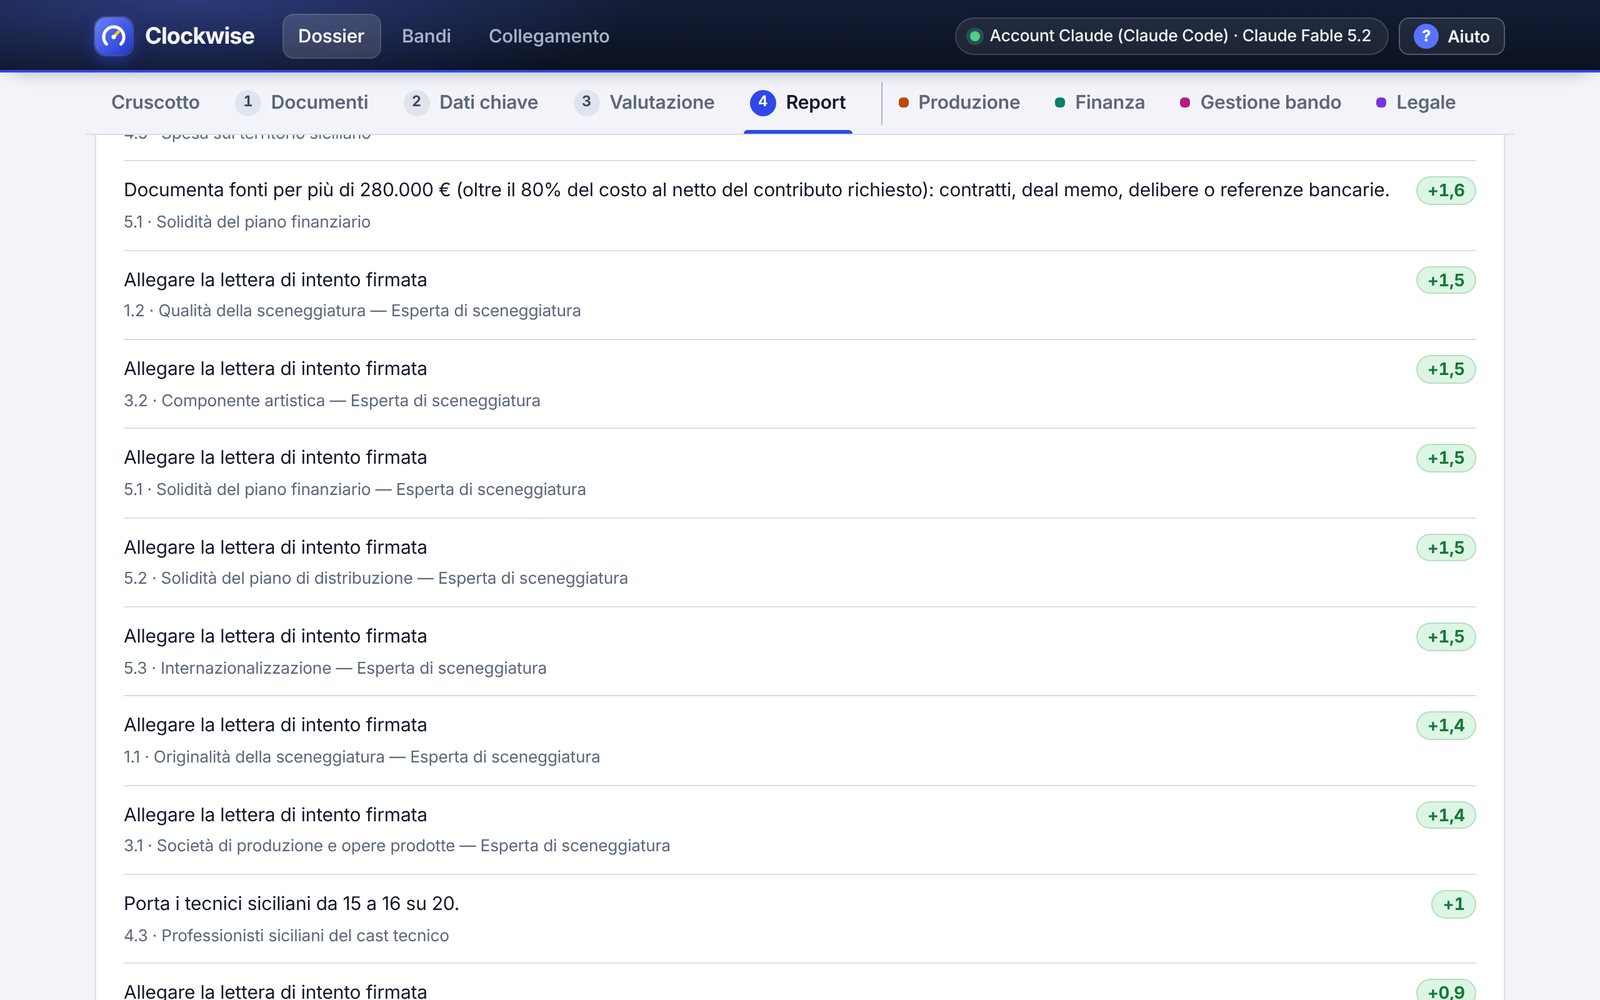 Clockwise
Dossier
Bandi
Collegamento
Account Claude (Claude Code) · Claude Fable 5.2
? Aiuto
Cruscotto
1 Documenti
2 Dati chiave
3 Valutazione
4 Report
Produzione
Finanza
Gestione bando
Legale
Spesa sul territorio siciliano
Documenta fonti per più di 280.000 € (oltre il 80% del costo al netto del contributo richiesto): contratti, deal memo, delibere o referenze bancarie.
+1,6
5.1 · Solidità del piano finanziario
Allegare la lettera di intento firmata
+1,5
1.2 · Qualità della sceneggiatura — Esperta di sceneggiatura
Allegare la lettera di intento firmata
+1,5
3.2 · Componente artistica — Esperta di sceneggiatura
Allegare la lettera di intento firmata
+1,5
5.1 · Solidità del piano finanziario — Esperta di sceneggiatura
Allegare la lettera di intento firmata
+1,5
5.2 · Solidità del piano di distribuzione — Esperta di sceneggiatura
Allegare la lettera di intento firmata
+1,5
5.3 · Internazionalizzazione — Esperta di sceneggiatura
Allegare la lettera di intento firmata
+1,4
1.1 · Originalità della sceneggiatura — Esperta di sceneggiatura
Allegare la lettera di intento firmata
+1,4
3.1 · Società di produzione e opere prodotte — Esperta di sceneggiatura
Porta i tecnici siciliani da 15 a 16 su 20.
+1
4.3 · Professionisti siciliani del cast tecnico
Allegare la lettera di intento firmata
+0,9